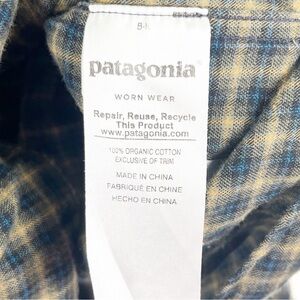 patagonia®
WORN WEAR
Repair, Reuse, Recycle
This Product
www.patagonia.com
100% ORGANIC COTTON
EXCLUSIVE OF TRIM
MADE IN CHINA
FABRIQUÉ EN CHINE
HECHO EN CHINA